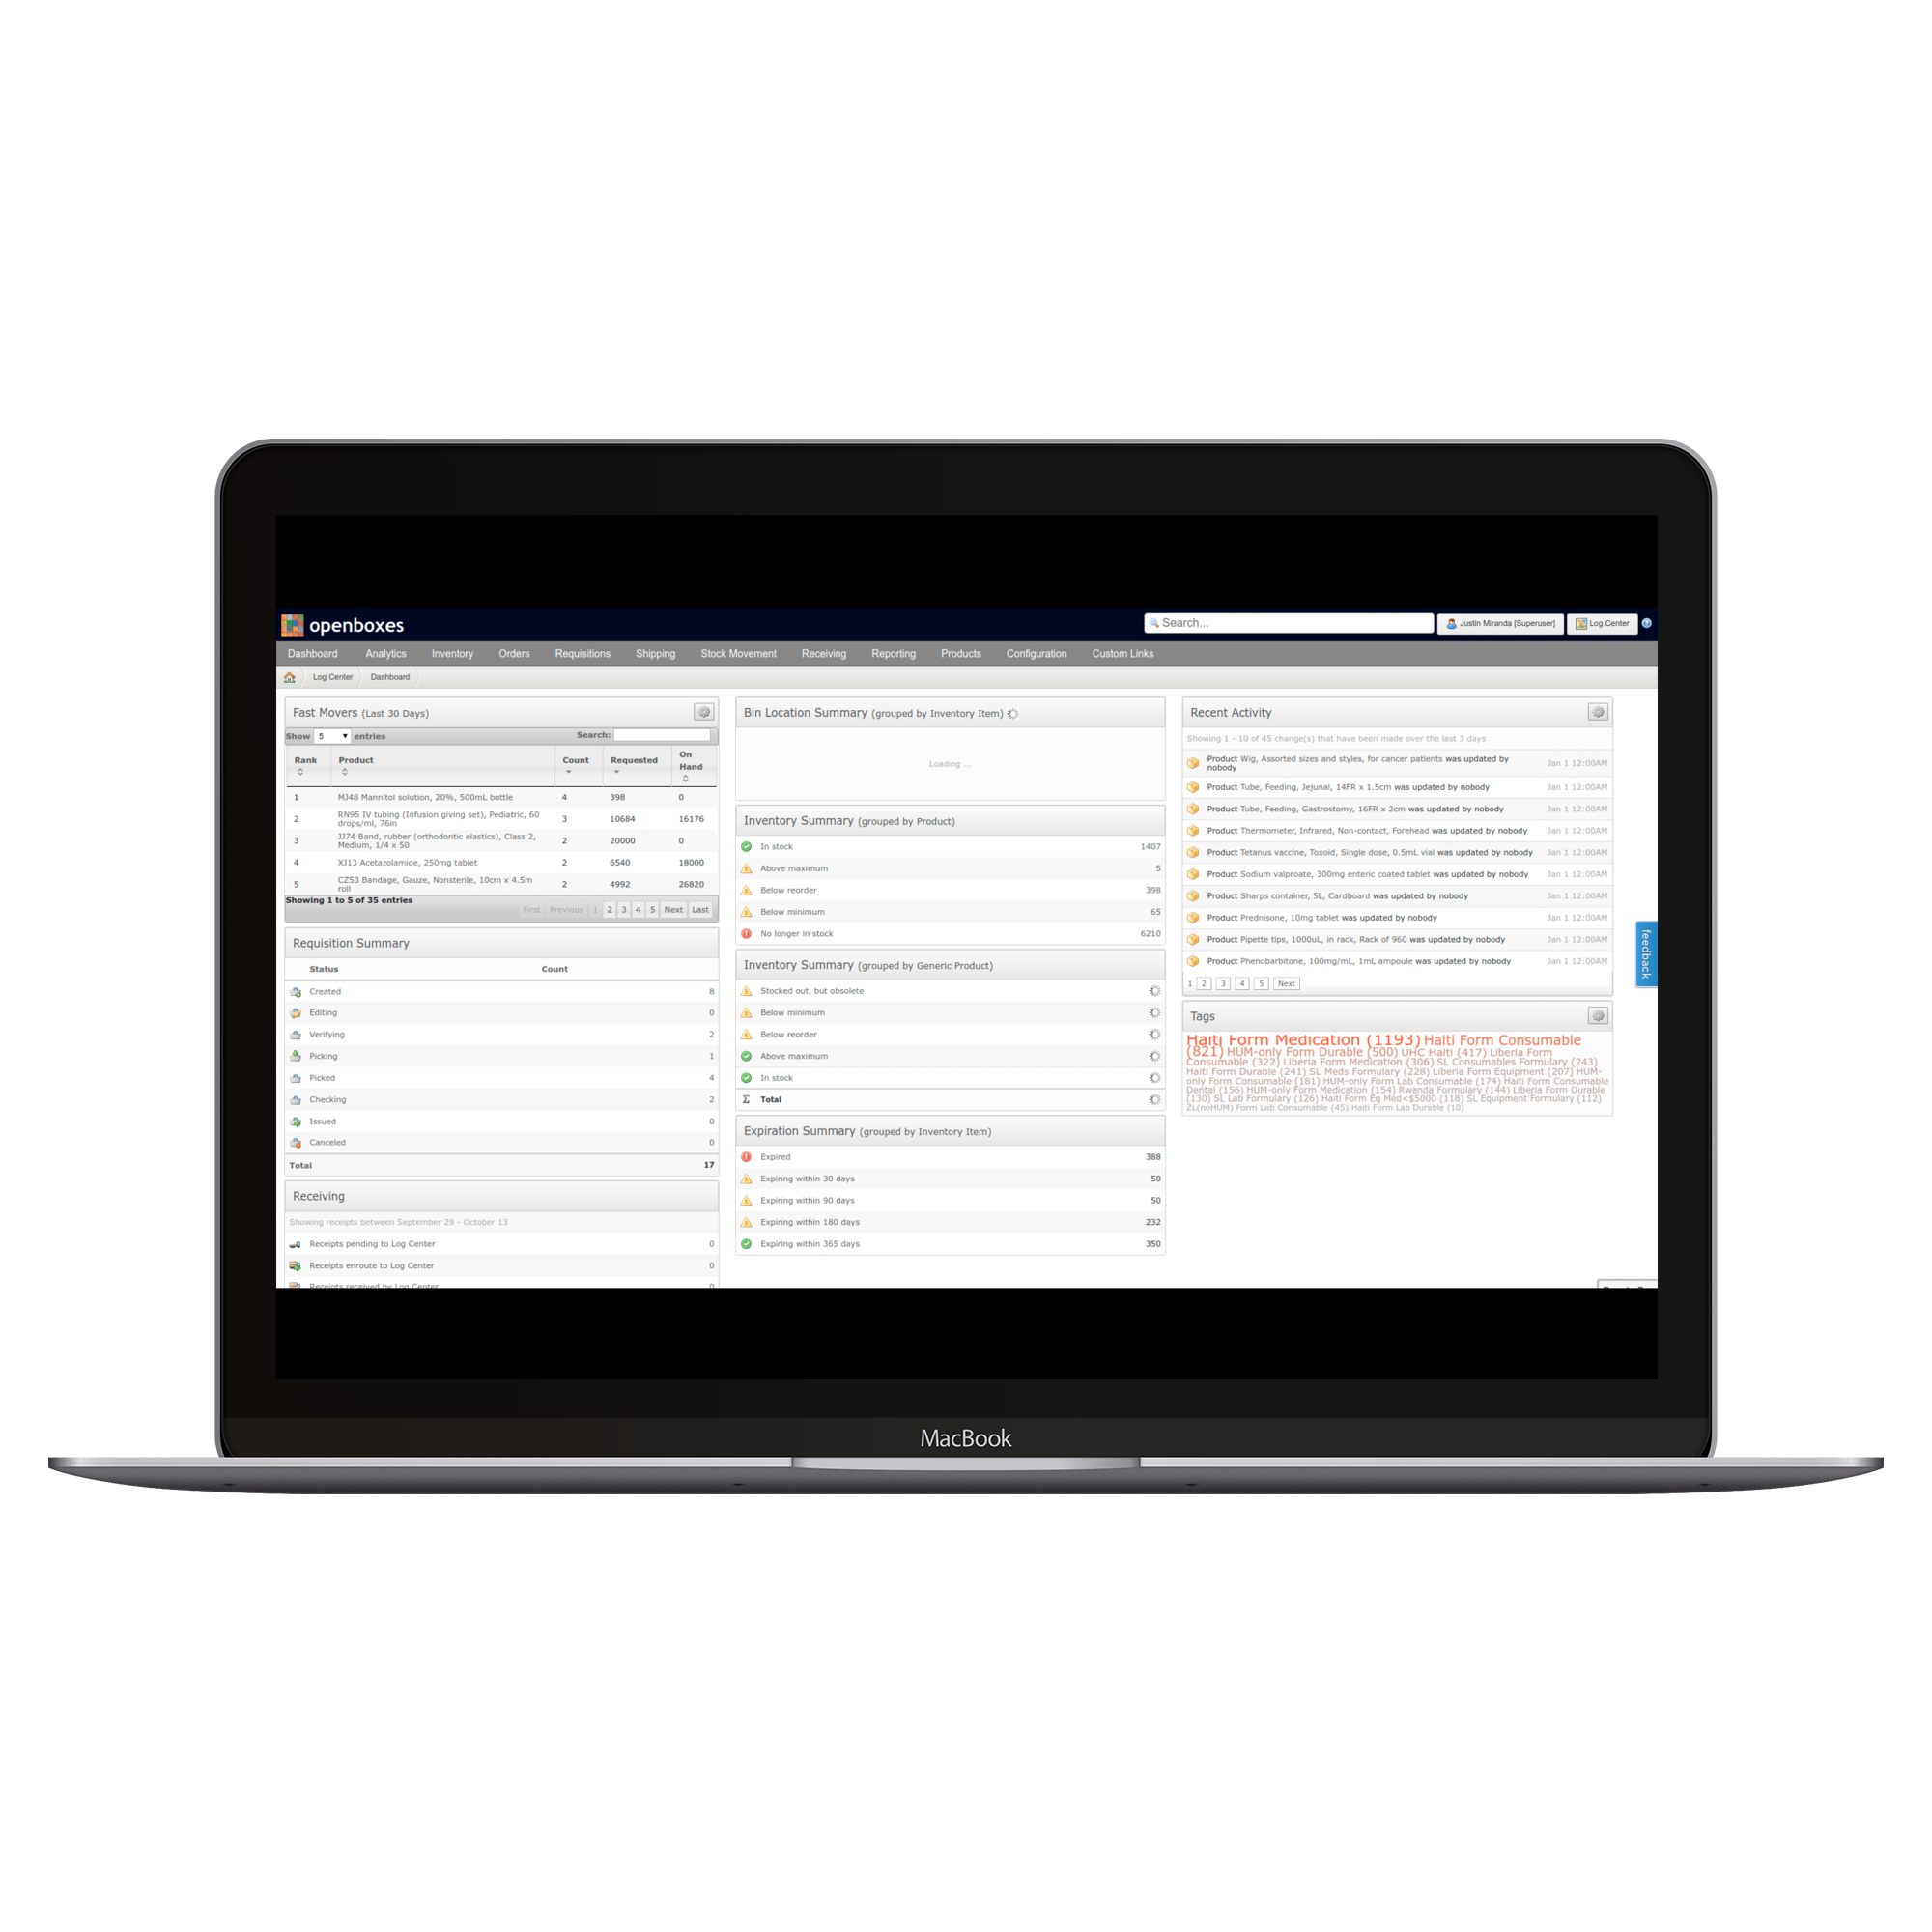 openboxes
Search...
Justin Miranda [Superuser]
Log Center
Dashboard Analytics Inventory Orders Requisitions Shipping Stock Movement Receiving Reporting Products Configuration Custom Links
Log Center Dashboard
Fast Movers (Last 30 Days)
Show 5 entries Search:
Rank Product Count Requested On Hand
1 MJ48 Mannitol solution, 20%, 500mL bottle 4 398 0
2 RN95 IV tubing (Infusion giving set), Pediatric, 60
drops/ml, 76in 3 10684 16176
3 JJ74 Band, rubber (orthodontic elastics), Class 2,
Medium, 1/4 x 50 2 20000 0
4 XJ13 Acetazolamide, 250mg tablet 2 6540 18000
5 CZ53 Bandage, Gauze, Nonsterile, 10cm x 4.5m
roll 2 4992 26820
Showing 1 to 5 of 35 entries
First Previous 1 2 3 4 5 Next Last
Requisition Summary
Status Count
Created 8
Editing 0
Verifying 2
Picking 1
Picked 4
Checking 2
Issued 0
Canceled 0
Total 17
Receiving
Showing receipts between September 29 - October 13
Receipts pending to Log Center 0
Receipts enroute to Log Center 0
Receipts received by Log Center 0
Bin Location Summary (grouped by Inventory Item)
Loading ...
Inventory Summary (grouped by Product)
In stock 1407
Above maximum 5
Below reorder 398
Below minimum 65
No longer in stock 6210
Inventory Summary (grouped by Generic Product)
Stocked out, but obsolete
Below minimum
Below reorder
Above maximum
In stock
Σ Total
Expiration Summary (grouped by Inventory Item)
Expired 388
Expiring within 30 days 50
Expiring within 90 days 50
Expiring within 180 days 232
Expiring within 365 days 350
Recent Activity
Showing 1 - 10 of 45 change(s) that have been made over the last 3 days
Product Wig, Assorted sizes and styles, for cancer patients was updated by
nobody Jan 1 12:00AM
Product Tube, Feeding, Jejunal, 14FR x 1.5cm was updated by nobody Jan 1 12:00AM
Product Tube, Feeding, Gastrostomy, 16FR x 2cm was updated by nobody Jan 1 12:00AM
Product Thermometer, Infrared, Non-contact, Forehead was updated by nobody Jan 1 12:00AM
Product Tetanus vaccine, Toxoid, Single dose, 0.5mL vial was updated by nobody Jan 1 12:00AM
Product Sodium valproate, 300mg enteric coated tablet was updated by nobody Jan 1 12:00AM
Product Sharps container, 5L, Cardboard was updated by nobody Jan 1 12:00AM
Product Prednisone, 10mg tablet was updated by nobody Jan 1 12:00AM
Product Pipette tips, 1000uL, in rack, Rack of 960 was updated by nobody Jan 1 12:00AM
Product Phenobarbitone, 100mg/mL, 1mL ampoule was updated by nobody Jan 1 12:00AM
1 2 3 4 5 Next
Tags
Haiti Form Medication (1193) Haiti Form Consumable
(821) HUM-only Form Durable (500) UHC Haiti (417) Liberia Form
Consumable (322) Liberia Form Medication (306) SL Consumables Formulary (243)
Haiti Form Durable (241) SL Meds Formulary (228) Liberia Form Equipment (207) HUM-
only Form Consumable (181) HUM-only Form Lab Consumable (174) Haiti Form Consumable
Dental (156) HUM-only Form Medication (154) Rwanda Formulary (144) Liberia Form Durable
(130) SL Lab Formulary (126) Haiti Form Eq Med<$5000 (118) SL Equipment Formulary (112)
ZL(noHUM) Form Lab Consumable (45) Haiti Form Lab Durable (10)
feedback
MacBook